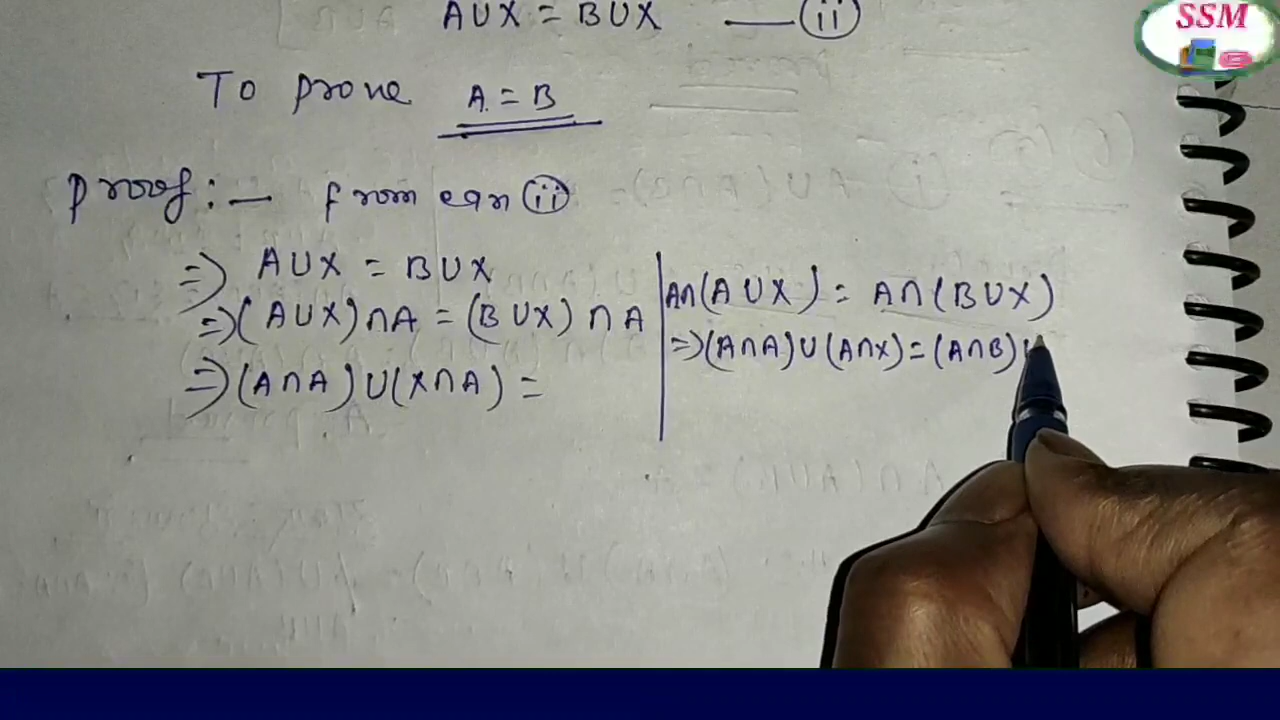 SSM
A∪X = B∪X —(ii)
To prove A = B
Proof:- from eqn (ii)
=> A∪X = B∪X
=> (A∪X)∩A = (B∪X)∩A
=> (A∩A)∪(X∩A) =
A∩(A∪X) = A∩(B∪X)
=> (A∩A)∪(A∩X) = (A∩B)∪